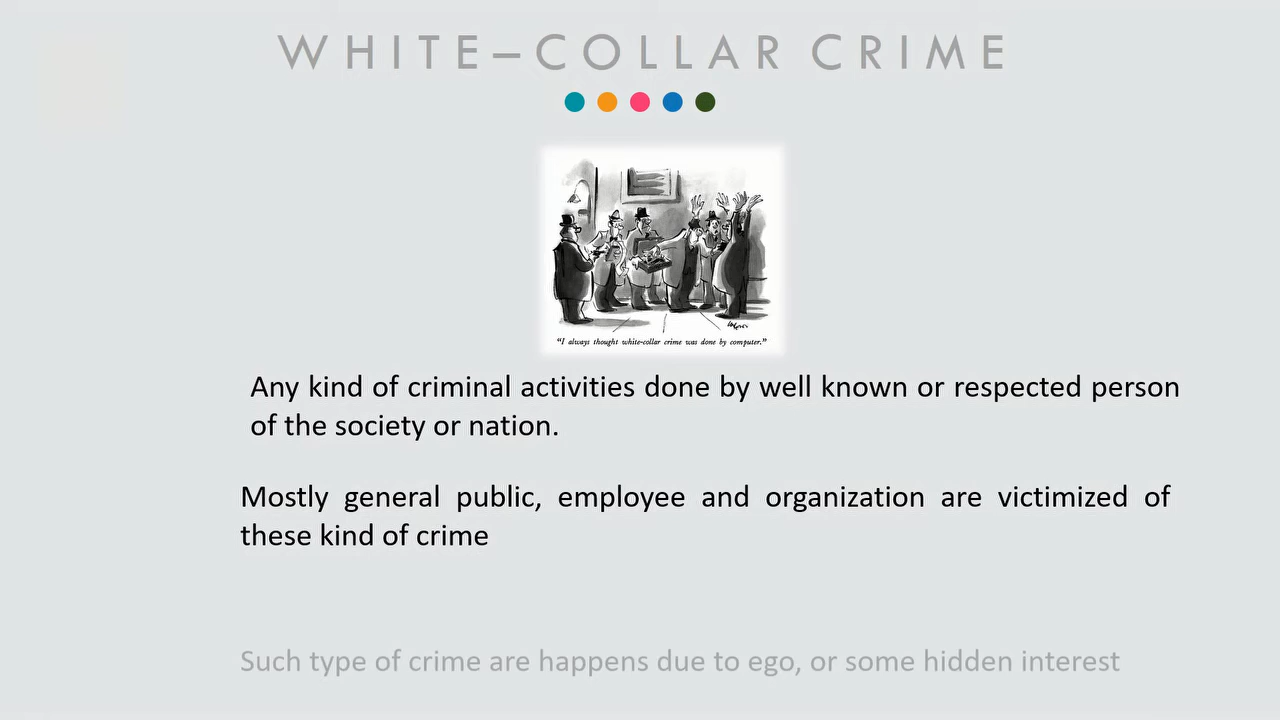 WHITE–COLLAR CRIME
“I always thought white-collar crime was done by computer.”
Any kind of criminal activities done by well known or respected person
of the society or nation.
Mostly general public, employee and organization are victimized of
these kind of crime
Such type of crime are happens due to ego, or some hidden interest